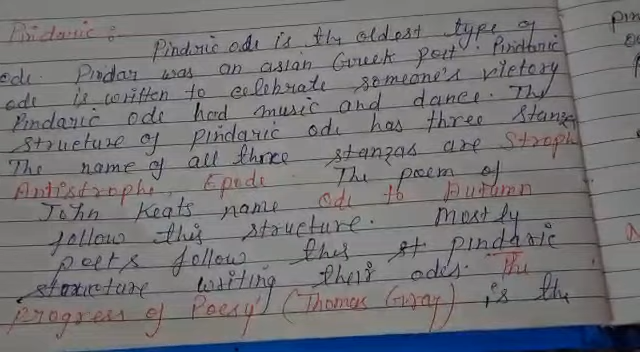 Pindaric :
Pindaric ode is the oldest type of
ode. Pindar was an asian Greek poet. Pindaric
ode is written to celebrate someone's victory
Pindaric ode had music and dance. The
structure of pindaric ode has three stanza
The name of all three stanzas are Stroph
Antistrophe, Epode. The poem of
John Keats name ode to Autumn
follow this structure. Mostly
poets follow this st pindaric
structure writing their odes. The
Progress of Poesy' (Thomas Gray) is the
pin